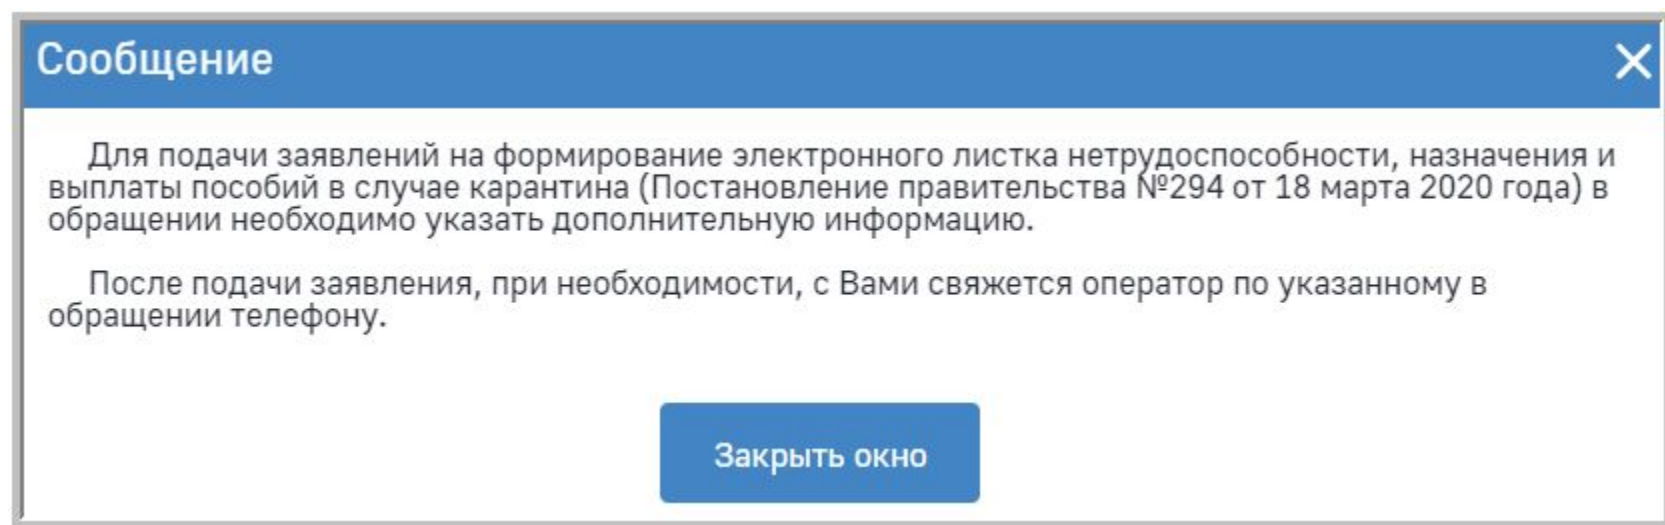 Сообщение
Для подачи заявлений на формирование электронного листка нетрудоспособности, назначения и
выплаты пособий в случае карантина (Постановление правительства №294 от 18 марта 2020 года) в
обращении необходимо указать дополнительную информацию.
После подачи заявления, при необходимости, с Вами свяжется оператор по указанному в
обращении телефону.
Закрыть окно